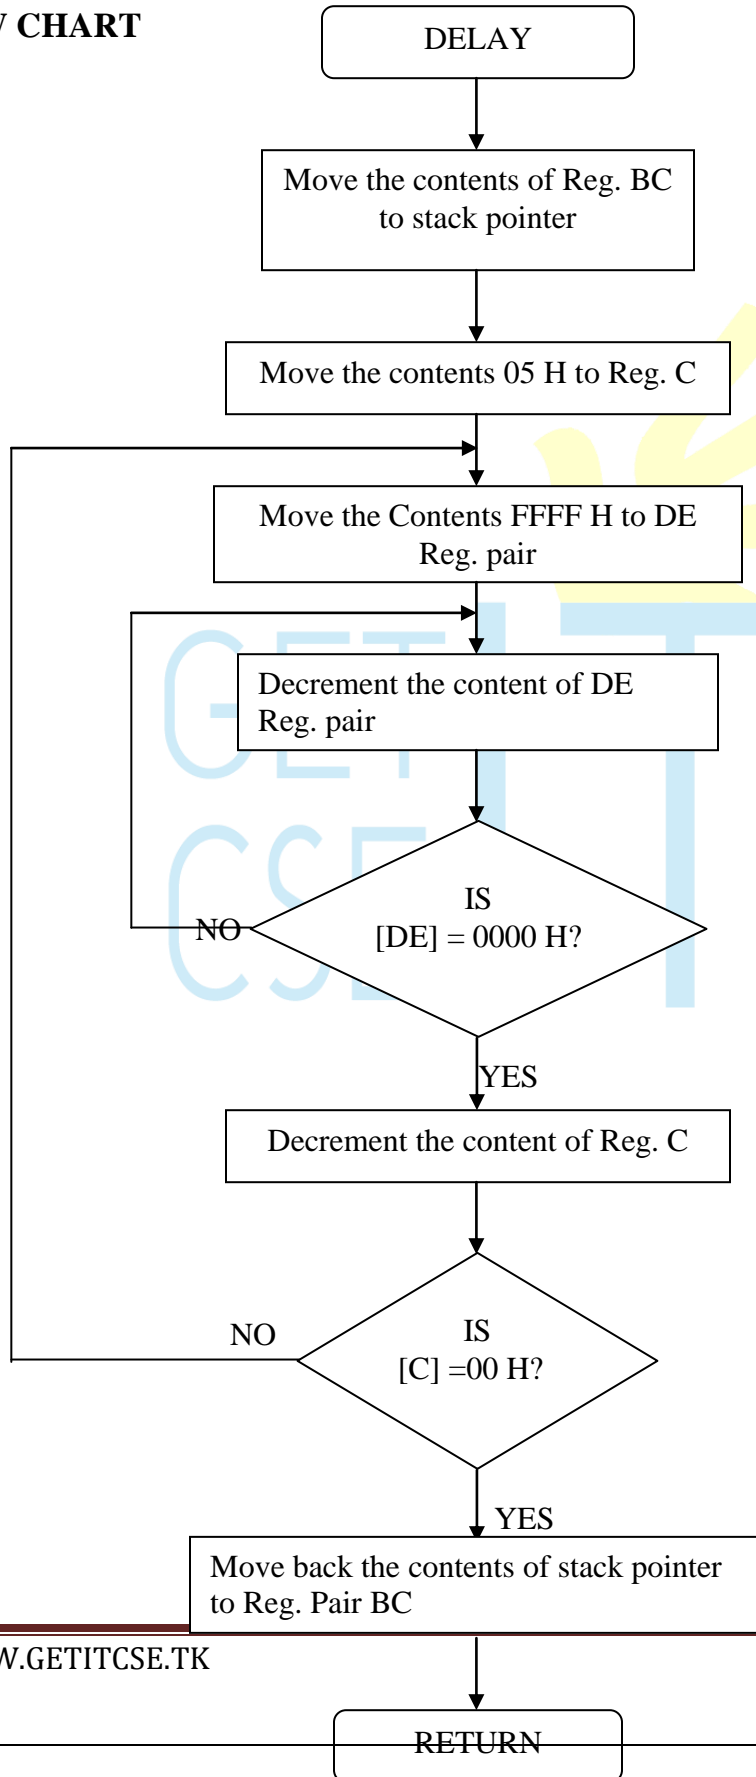 CHART
DELAY
Move the contents of Reg. BC
to stack pointer
Move the contents 05 H to Reg. C
Move the Contents FFFF H to DE
Reg. pair
GET IT
Decrement the content of DE
Reg. pair
CSE
IS
NO
[DE] = 0000 H?
YES
Decrement the content of Reg. C
NO
IS
[C] =00 H?
YES
Move back the contents of stack pointer
to Reg. Pair BC
W.GETITCSE.TK
RETURN